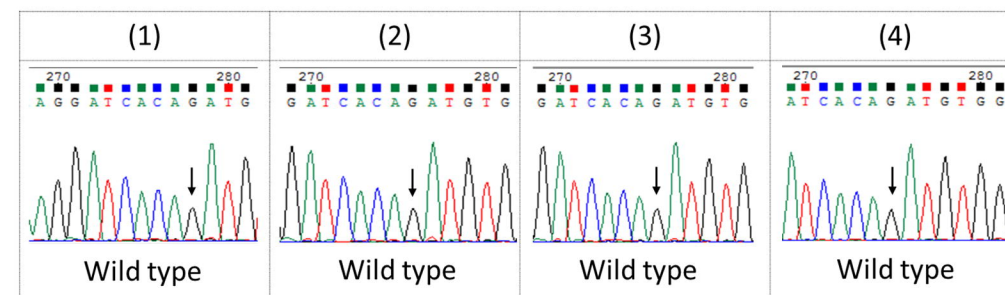 (1) (2) (3) (4)
270 280 270 280 270 280 270 280
A G G A T C A C A G A T G G A T C A C A G A T G T G G A T C A C A G A T G T G A T C A C A G A T G T G G
Wild type Wild type Wild type Wild type